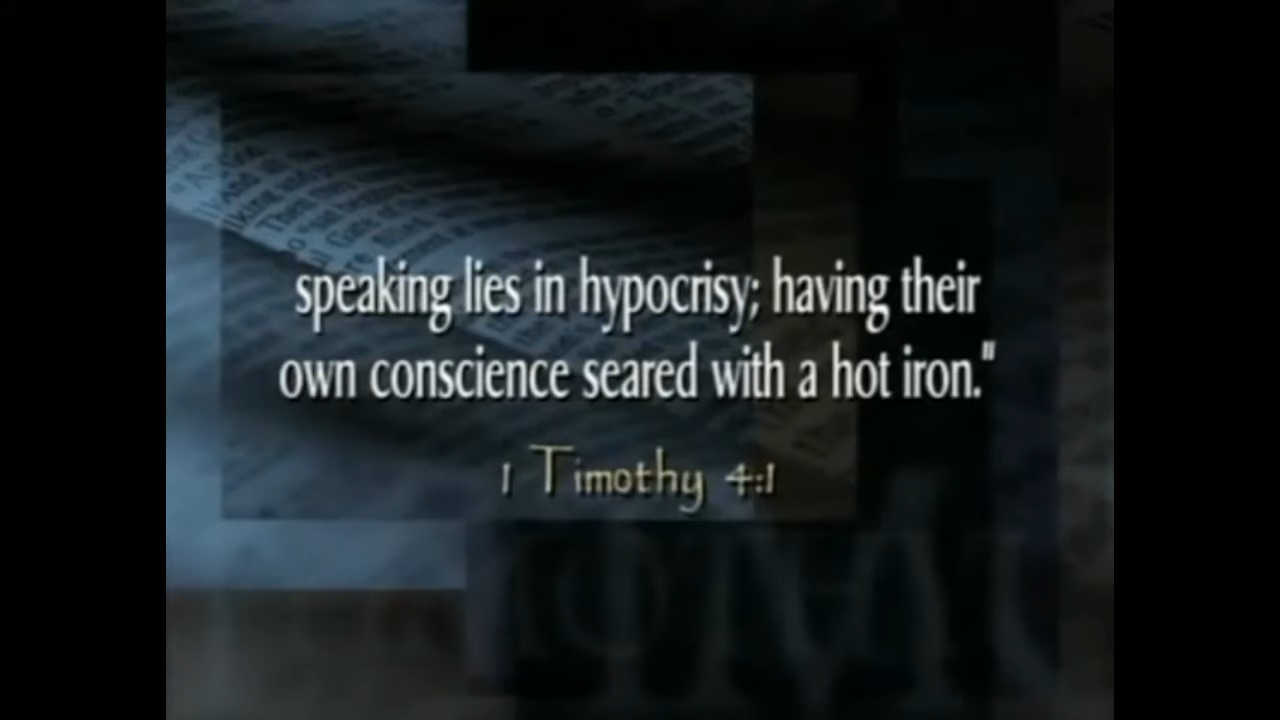 speaking lies in hypocrisy; having their
own conscience seared with a hot iron."
1 Timothy 4:1